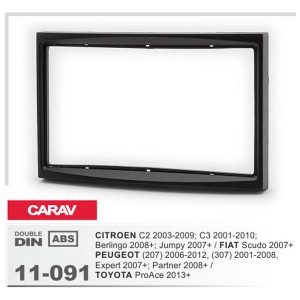 CARAV
DOUBLE
DIN ABS
11-091
CITROEN C2 2003-2009; C3 2001-2010;
Berlingo 2008+; Jumpy 2007+ / FIAT Scudo 2007+
PEUGEOT (207) 2006-2012, (307) 2001-2008,
Expert 2007+; Partner 2008+ /
TOYOTA ProAce 2013+